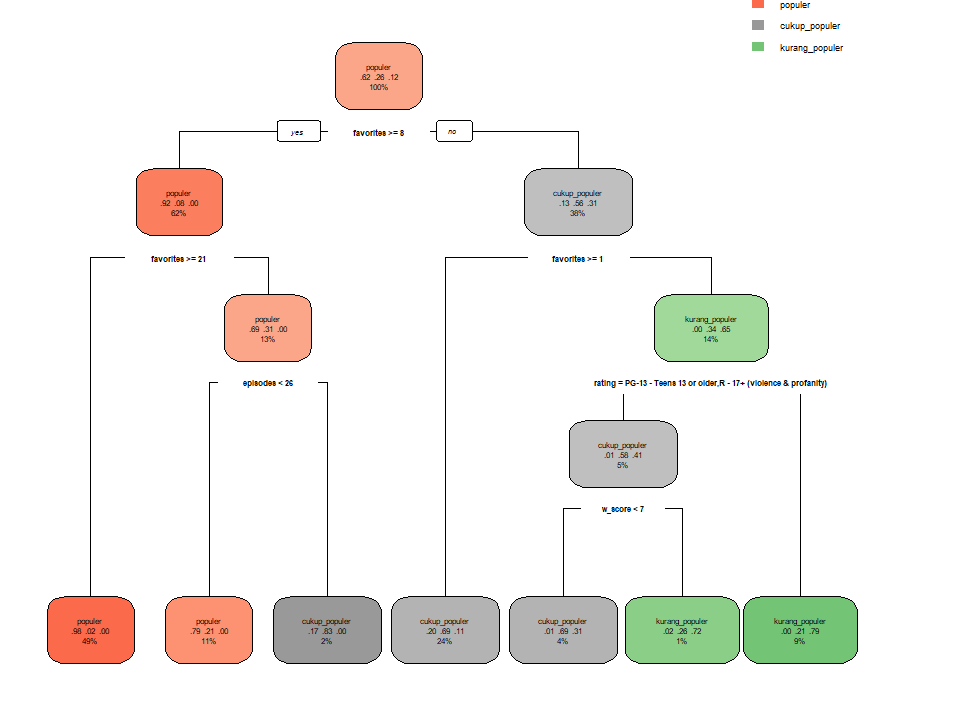 populer
cukup_populer
kurang_populer
populer
.62 .26 .12
100%
yes
favorites >= 8
no
populer
.92 .08 .00
62%
cukup_populer
.13 .56 .31
38%
favorites >= 21
favorites >= 1
populer
.69 .31 .00
13%
kurang_populer
.00 .34 .65
14%
episodes < 26
rating = PG-13 - Teens 13 or older,R - 17+ (violence & profanity)
cukup_populer
.01 .58 .41
5%
w_score < 7
populer
.98 .02 .00
49%
populer
.79 .21 .00
11%
cukup_populer
.17 .83 .00
2%
cukup_populer
.20 .69 .11
24%
cukup_populer
.01 .69 .31
4%
kurang_populer
.02 .26 .72
1%
kurang_populer
.00 .21 .79
9%